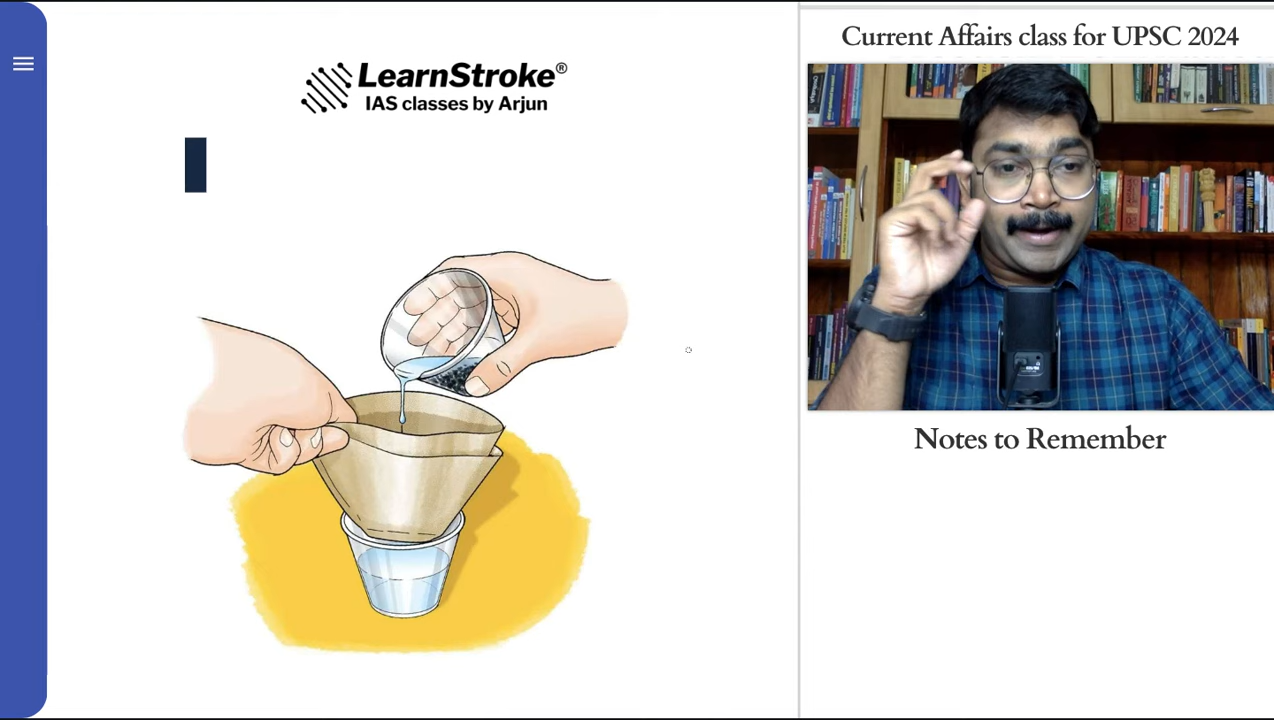 LearnStroke®
IAS classes by Arjun
Current Affairs class for UPSC 2024
Notes to Remember